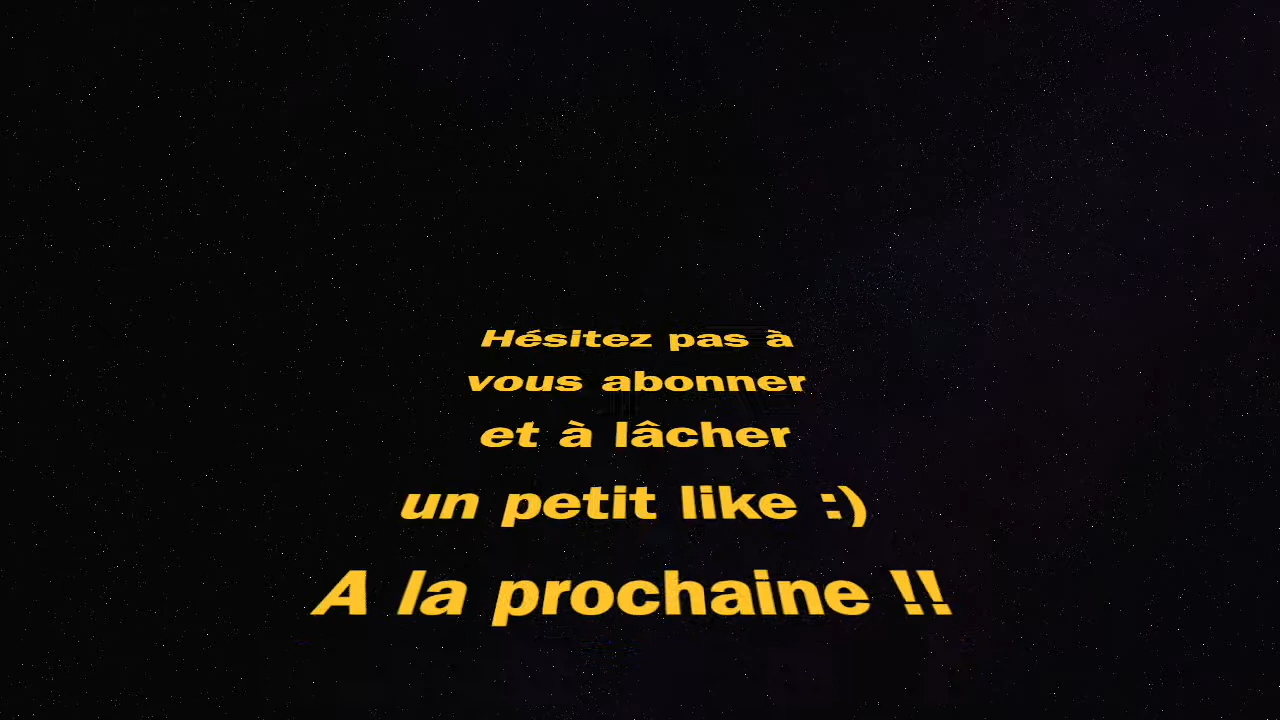 Hésitez pas à
vous abonner
et à lâcher
un petit like :)
A la prochaine !!